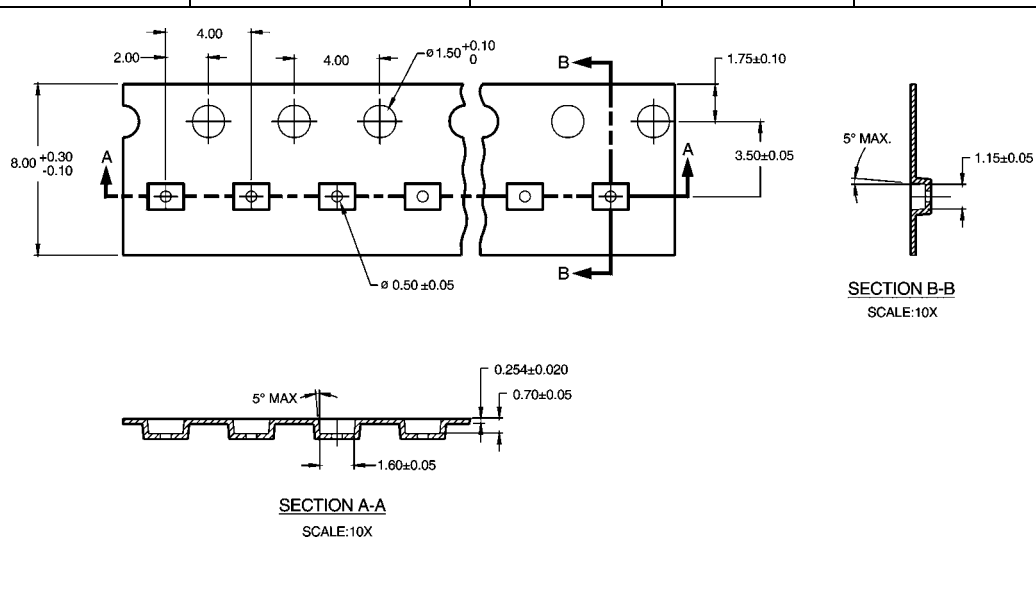 4.00
2.00
4.00
ø1.50 +0.10
0
B
1.75±0.10
8.00 +0.30
-0.10
A
A
3.50±0.05
5° MAX.
1.15±0.05
B
ø 0.50 ±0.05
SECTION B-B
SCALE:10X
0.254±0.020
5° MAX
0.70±0.05
1.60±0.05
SECTION A-A
SCALE:10X